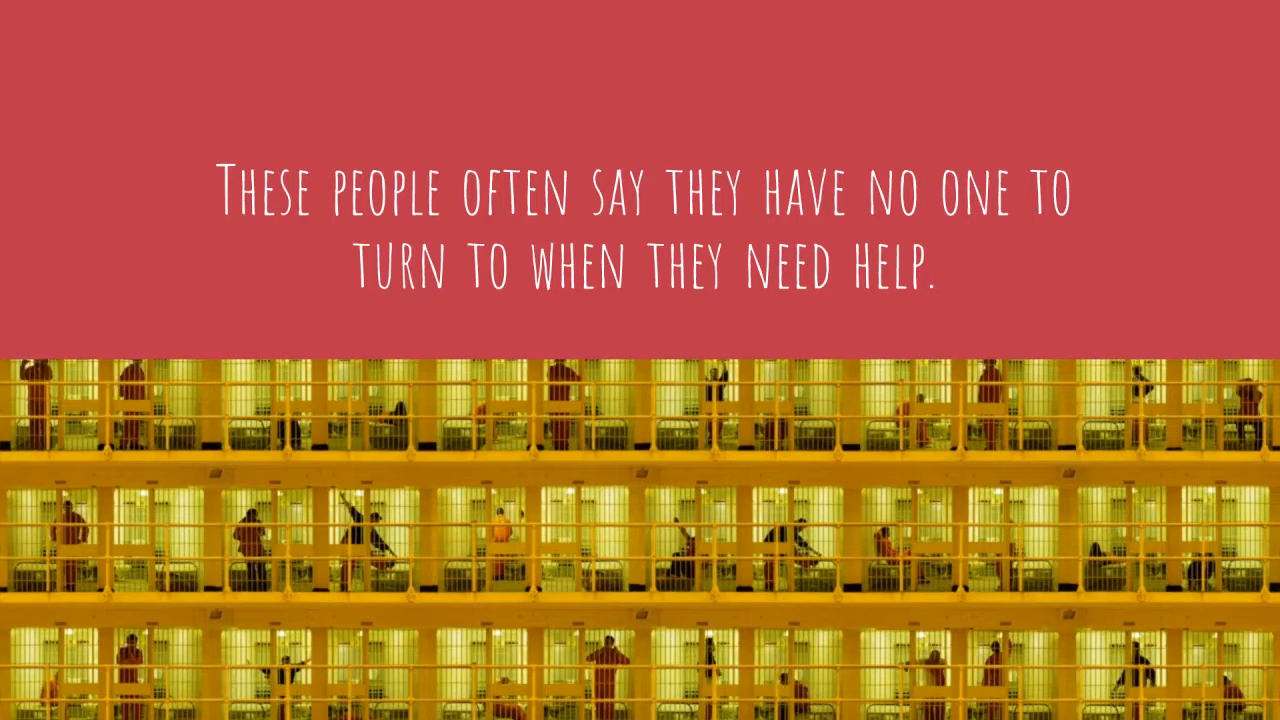 These people often say they have no one to
turn to when they need help.